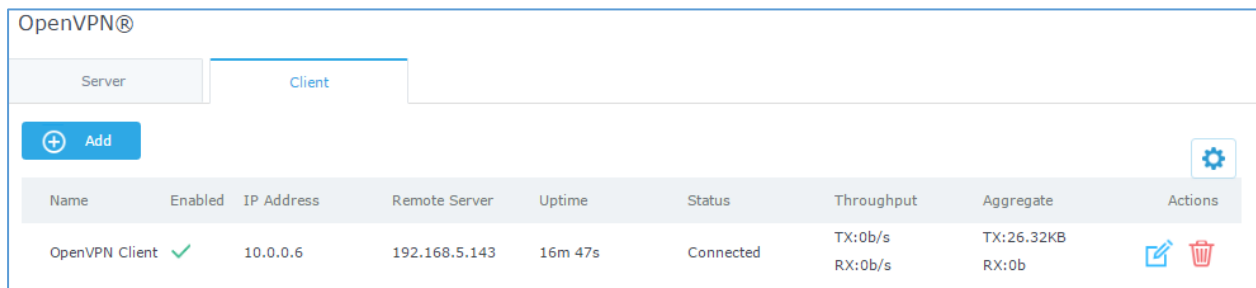 OpenVPN®
Server Client
Add
Name Enabled IP Address Remote Server Uptime Status Throughput Aggregate Actions
OpenVPN Client 10.0.0.6 192.168.5.143 16m 47s Connected TX:0b/s TX:26.32KB
RX:0b/s RX:0b